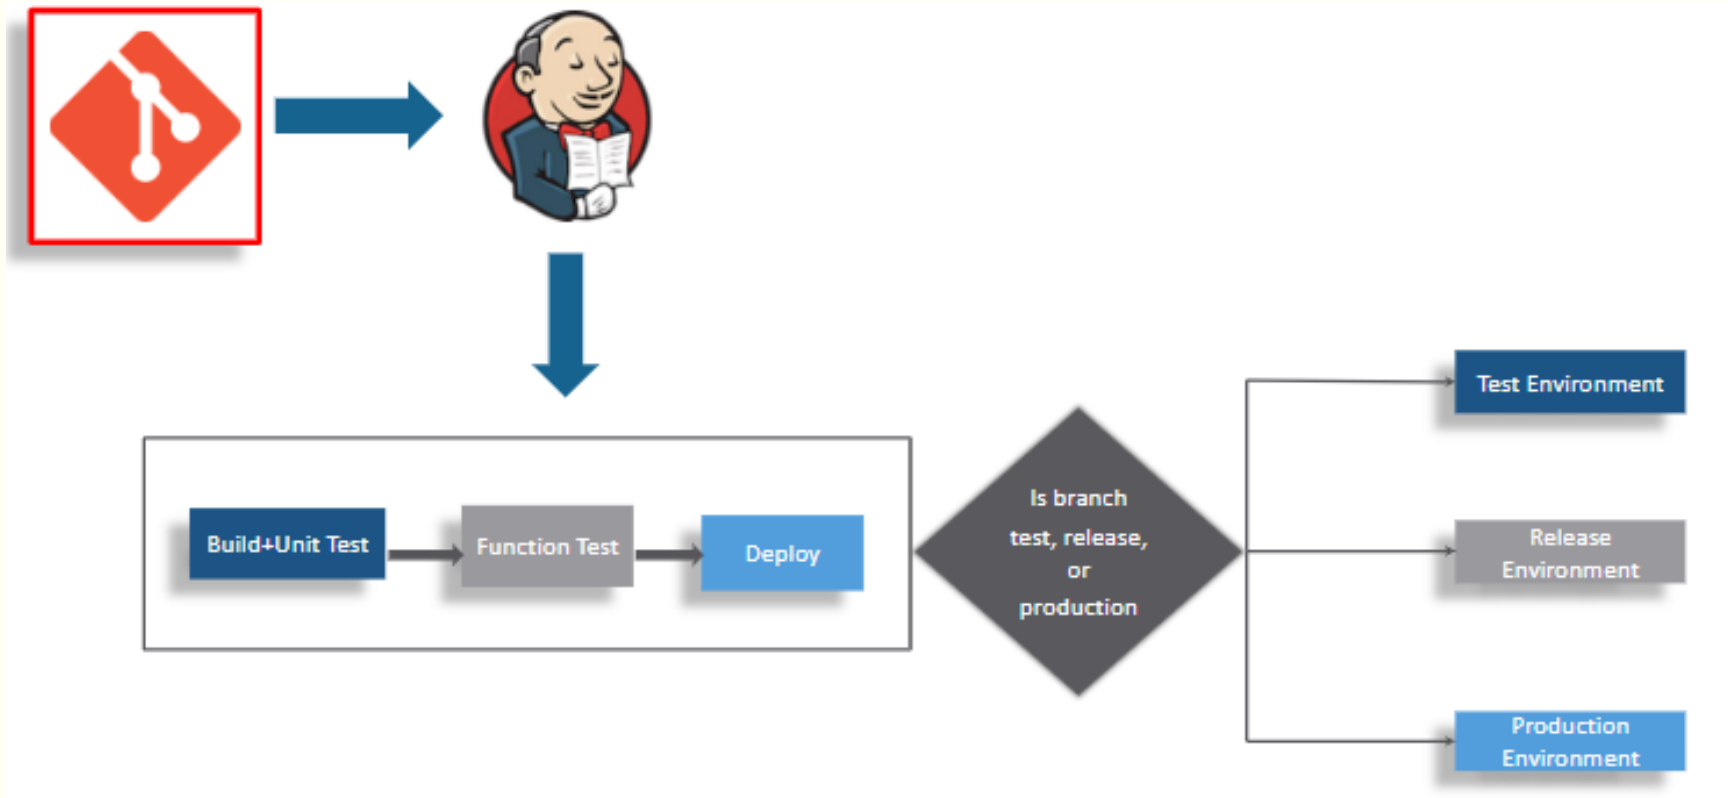 Build+Unit Test
Function Test
Deploy
Is branch
test, release,
or
production
Test Environment
Release
Environment
Production
Environment